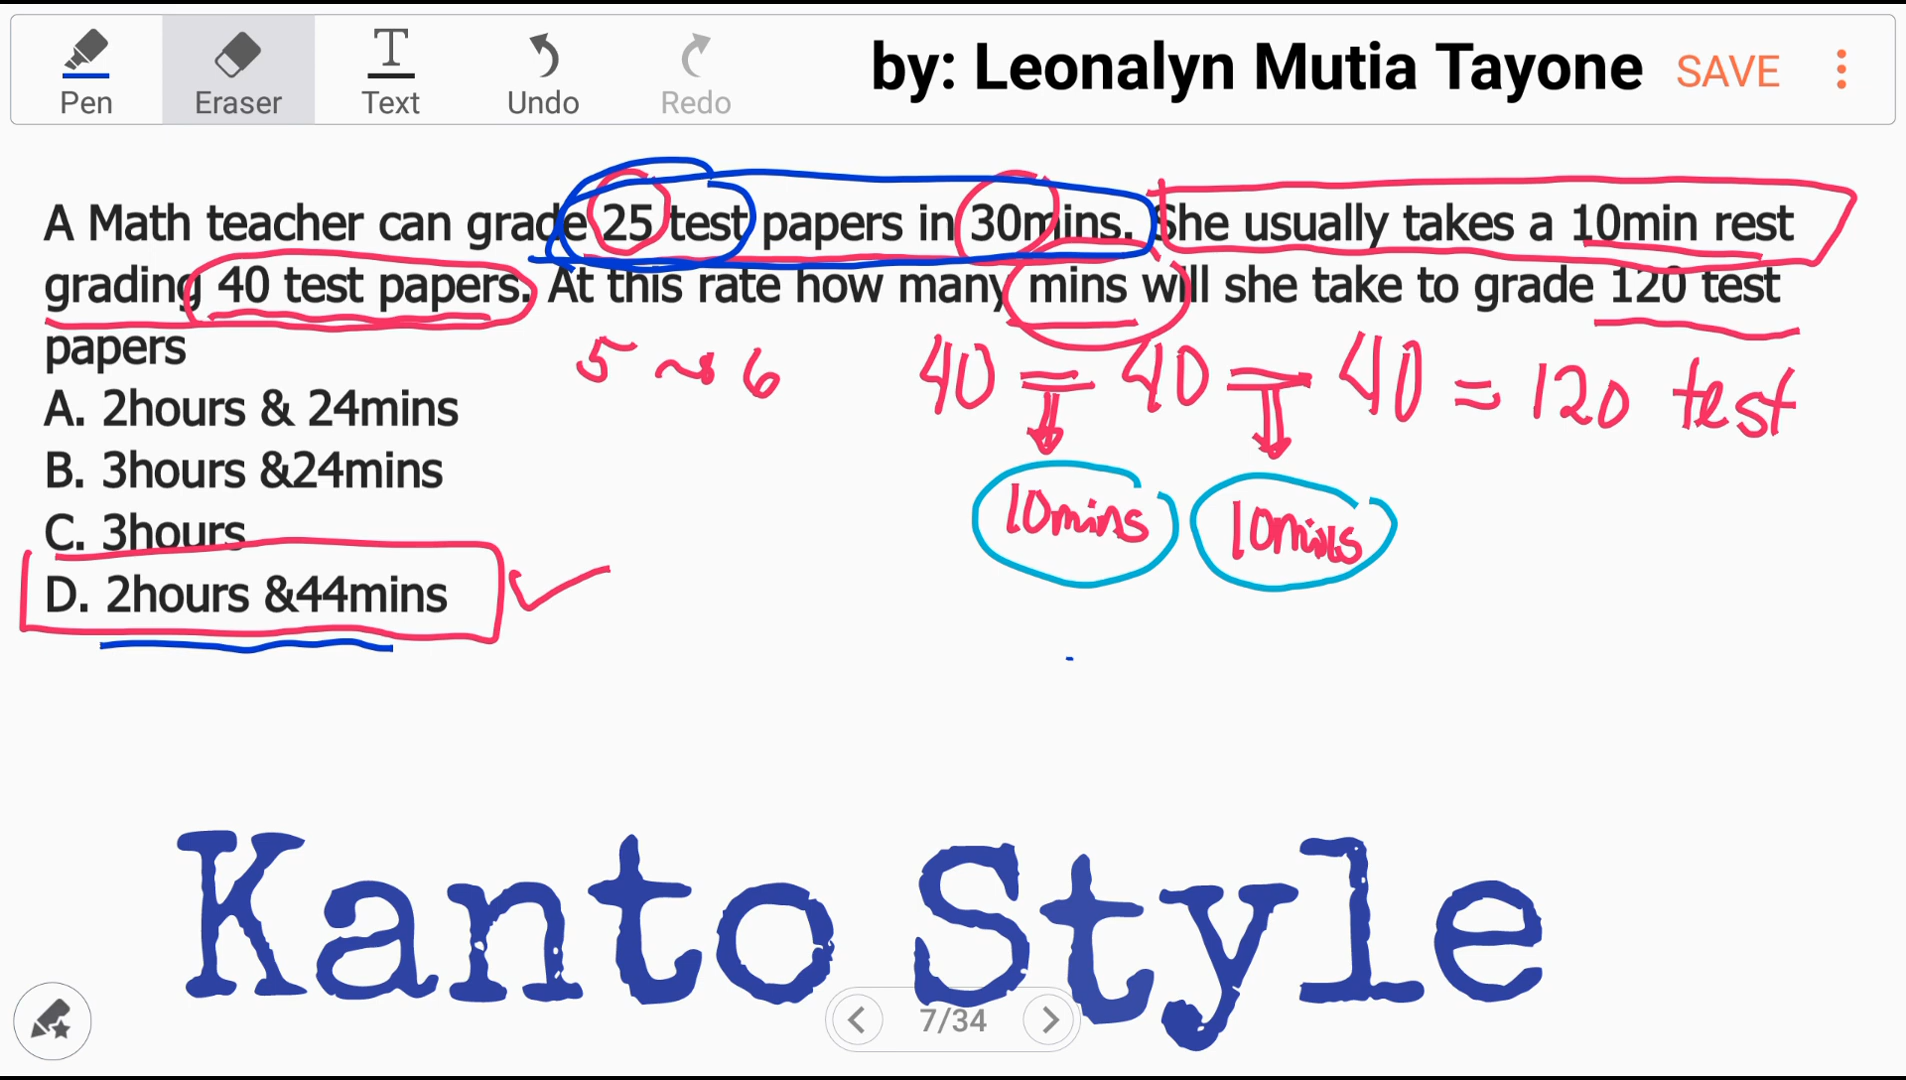 Pen Eraser Text Undo Redo by: Leonalyn Mutia Tayone SAVE
A Math teacher can grade 25 test papers in 30mins. She usually takes a 10min rest
grading 40 test papers. At this rate how many mins will she take to grade 120 test
papers
5 6 40 40 40 = 120 test
A. 2hours & 24mins
B. 3hours &24mins
10mins 10mins
C. 3hours
D. 2hours &44mins
Kanto Style
7/34